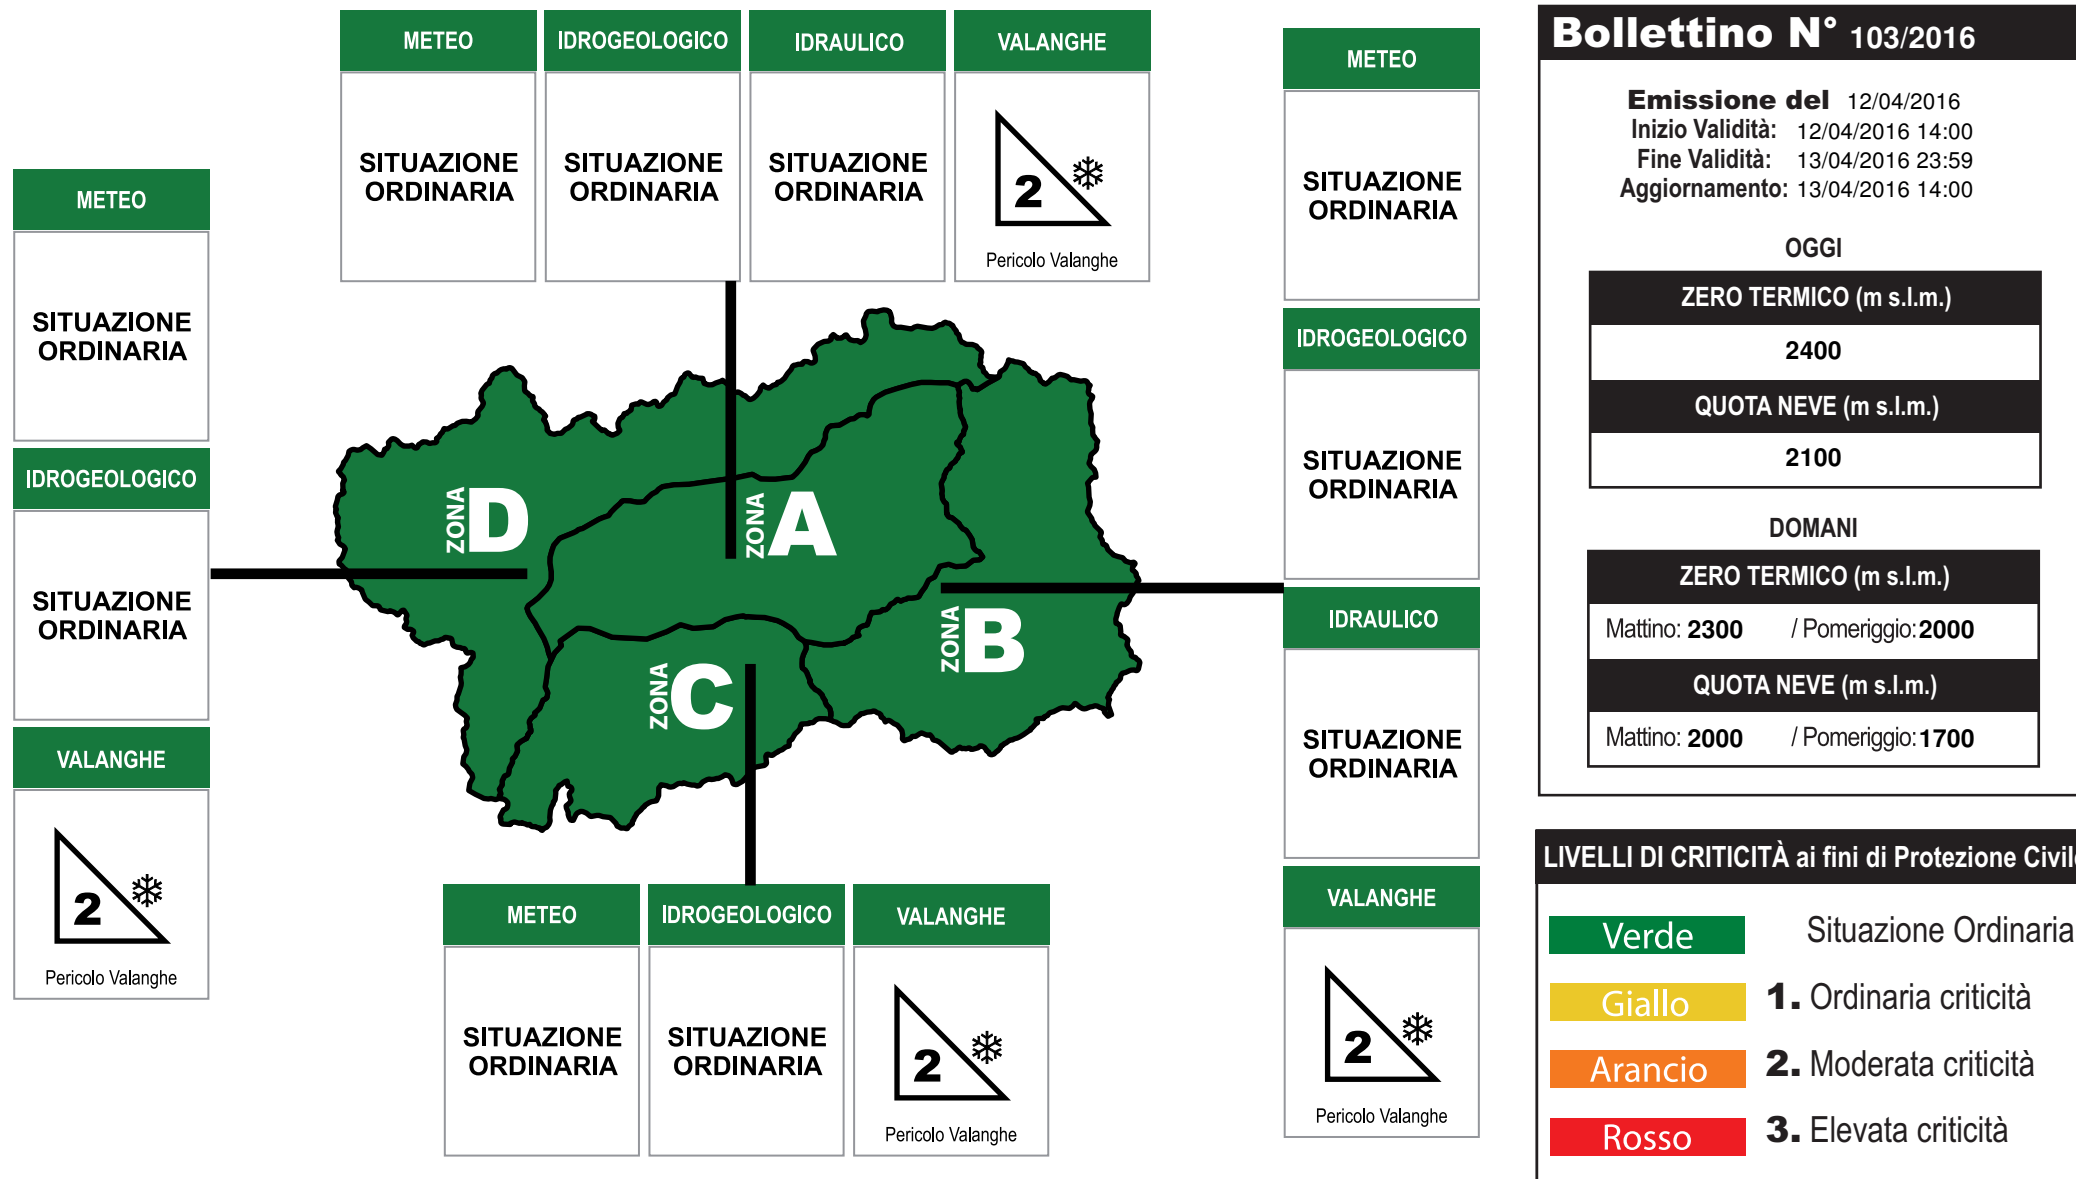 METEO
IDROGEOLOGICO
IDRAULICO
VALANGHE
SITUAZIONE
ORDINARIA
SITUAZIONE
ORDINARIA
SITUAZIONE
ORDINARIA
2
Pericolo Valanghe
METEO
SITUAZIONE
ORDINARIA
IDROGEOLOGICO
SITUAZIONE
ORDINARIA
VALANGHE
2
Pericolo Valanghe
ZONA D
ZONA A
ZONA B
ZONA C
METEO
IDROGEOLOGICO
VALANGHE
SITUAZIONE
ORDINARIA
SITUAZIONE
ORDINARIA
2
Pericolo Valanghe
METEO
SITUAZIONE
ORDINARIA
IDROGEOLOGICO
SITUAZIONE
ORDINARIA
IDRAULICO
SITUAZIONE
ORDINARIA
VALANGHE
2
Pericolo Valanghe
Bollettino N° 103/2016
Emissione del 12/04/2016
Inizio Validità: 12/04/2016 14:00
Fine Validità: 13/04/2016 23:59
Aggiornamento: 13/04/2016 14:00
OGGI
ZERO TERMICO (m s.l.m.)
2400
QUOTA NEVE (m s.l.m.)
2100
DOMANI
ZERO TERMICO (m s.l.m.)
Mattino: 2300 / Pomeriggio: 2000
QUOTA NEVE (m s.l.m.)
Mattino: 2000 / Pomeriggio: 1700
LIVELLI DI CRITICITÀ ai fini di Protezione Civile
Verde Situazione Ordinaria
Giallo 1. Ordinaria criticità
Arancio 2. Moderata criticità
Rosso 3. Elevata criticità